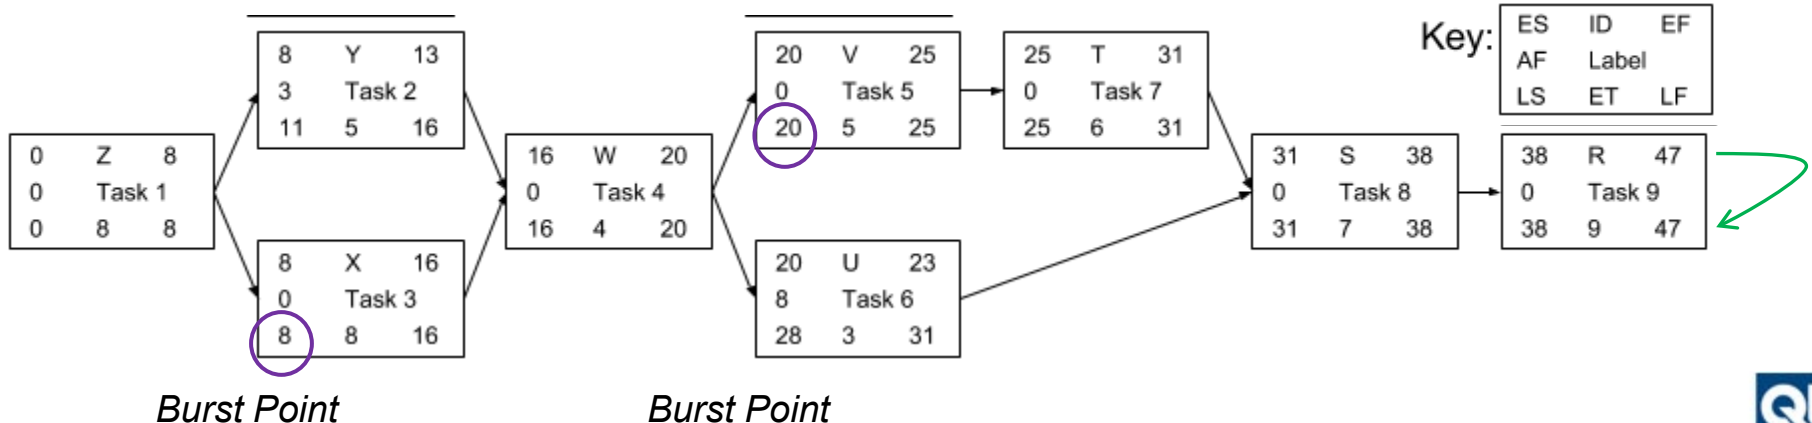 Key:
ES ID EF
AF Label
LS ET LF
0 Z 8
0 Task 1
0 8 8
8 Y 13
3 Task 2
11 5 16
8 X 16
0 Task 3
8 8 16
16 W 20
0 Task 4
16 4 20
20 V 25
0 Task 5
20 5 25
20 U 23
8 Task 6
28 3 31
25 T 31
0 Task 7
25 6 31
31 S 38
0 Task 8
31 7 38
38 R 47
0 Task 9
38 9 47
Burst Point
Burst Point